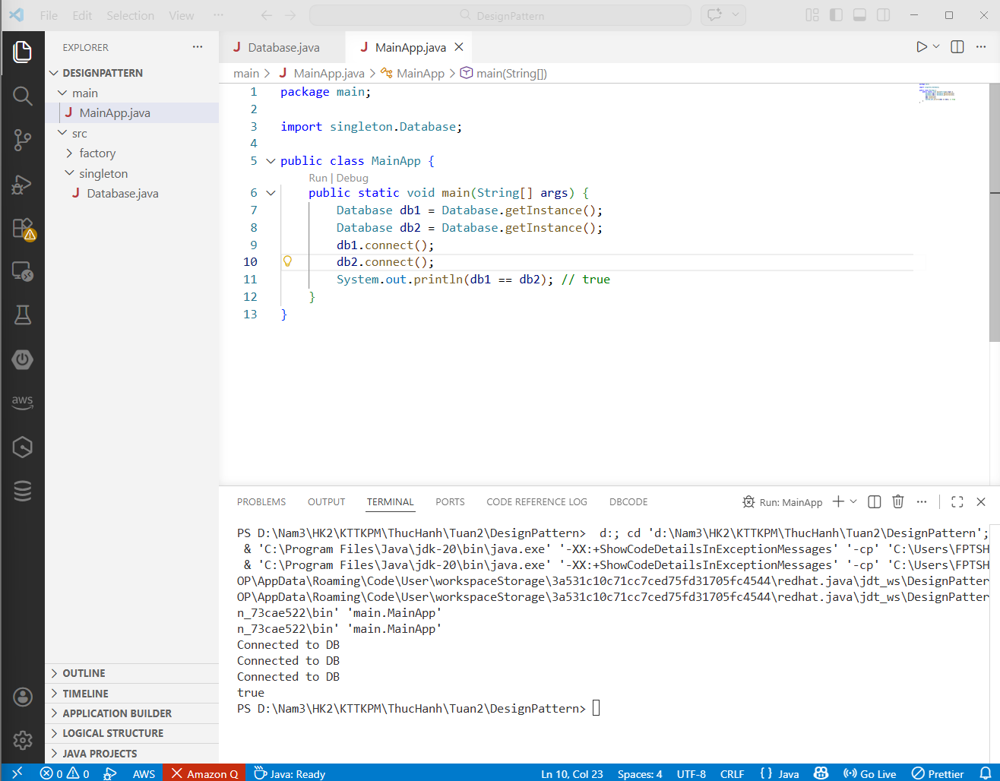 File Edit Selection View ··· DesignPattern
EXPLORER ···
DESIGNPATTERN
main
MainApp.java
src
factory
singleton
Database.java
OUTLINE
TIMELINE
APPLICATION BUILDER
LOGICAL STRUCTURE
JAVA PROJECTS
aws
Database.java MainApp.java
main > MainApp.java > MainApp > main(String[])
1 package main;
2
3 import singleton.Database;
4
5 public class MainApp {
Run | Debug
6 public static void main(String[] args) {
7 Database db1 = Database.getInstance();
8 Database db2 = Database.getInstance();
9 db1.connect();
10 db2.connect();
11 System.out.println(db1 == db2); // true
12 }
13 }
PROBLEMS OUTPUT TERMINAL PORTS CODE REFERENCE LOG DBCODE Run: MainApp ···
PS D:\Nam3\HK2\KTTKPM\ThucHanh\Tuan2\DesignPattern> d:; cd 'd:\Nam3\HK2\KTTKPM\ThucHanh\Tuan2\DesignPattern';
& 'C:\Program Files\Java\jdk-20\bin\java.exe' '-XX:+ShowCodeDetailsInExceptionMessages' '-cp' 'C:\Users\FPTSH
& 'C:\Program Files\Java\jdk-20\bin\java.exe' '-XX:+ShowCodeDetailsInExceptionMessages' '-cp' 'C:\Users\FPTSH
OP\AppData\Roaming\Code\User\workspaceStorage\3a531c10c71cc7ced75fd31705fc4544\redhat.java\jdt_ws\DesignPatter
OP\AppData\Roaming\Code\User\workspaceStorage\3a531c10c71cc7ced75fd31705fc4544\redhat.java\jdt_ws\DesignPatter
n_73cae522\bin' 'main.MainApp'
n_73cae522\bin' 'main.MainApp'
Connected to DB
Connected to DB
Connected to DB
true
PS D:\Nam3\HK2\KTTKPM\ThucHanh\Tuan2\DesignPattern>
0 0 AWS Amazon Q Java: Ready Ln 10, Col 23 Spaces: 4 UTF-8 CRLF { } Java Go Live Prettier